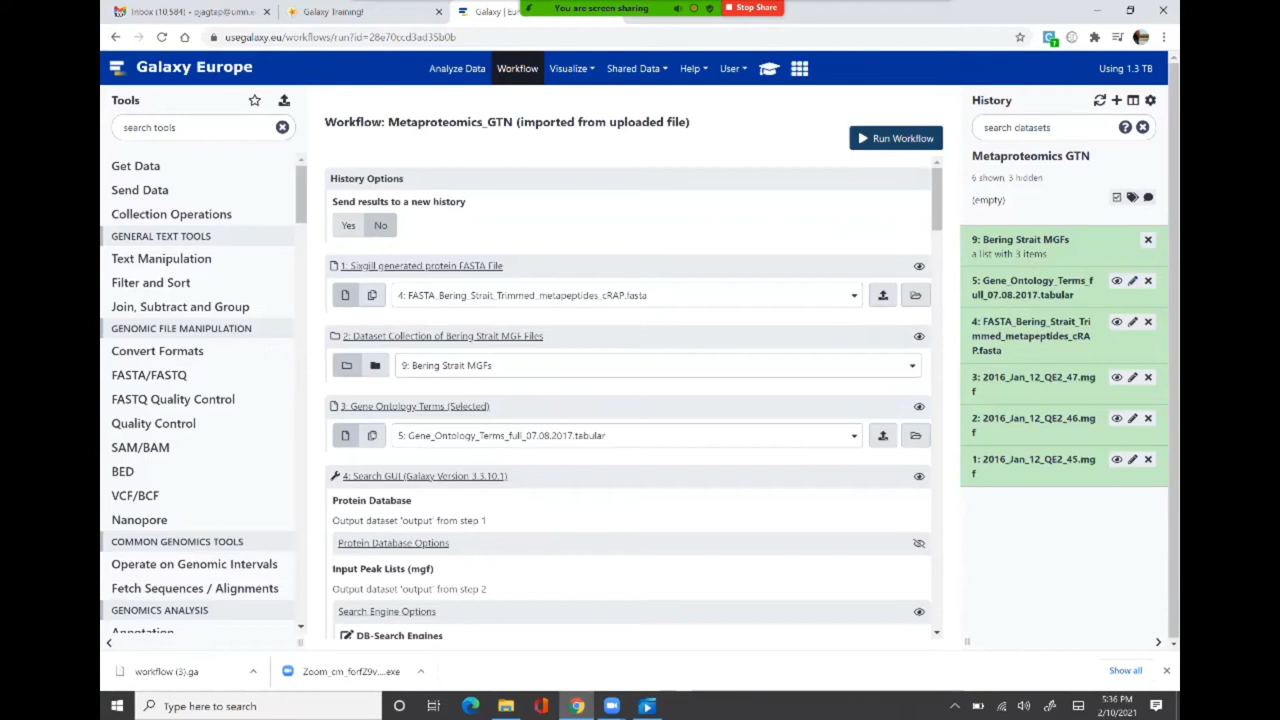 Inbox (10,584) - pjagtap@umn.e
Galaxy Training!
Galaxy | Eu
You are screen sharing
Stop Share
usegalaxy.eu/workflows/run?id=28e70ccd3ad35b0b
7
Galaxy Europe
Analyze Data
Workflow
Visualize
Shared Data
Help
User
Using 1.3 TB
Tools
search tools
Get Data
Send Data
Collection Operations
GENERAL TEXT TOOLS
Text Manipulation
Filter and Sort
Join, Subtract and Group
GENOMIC FILE MANIPULATION
Convert Formats
FASTA/FASTQ
FASTQ Quality Control
Quality Control
SAM/BAM
BED
VCF/BCF
Nanopore
COMMON GENOMICS TOOLS
Operate on Genomic Intervals
Fetch Sequences / Alignments
GENOMICS ANALYSIS
Annotation
Workflow: Metaproteomics_GTN (imported from uploaded file)
Run Workflow
History Options
Send results to a new history
Yes No
1: Sixgill generated protein FASTA File
4: FASTA_Bering_Strait_Trimmed_metapeptides_cRAP.fasta
2: Dataset Collection of Bering Strait MGF Files
9: Bering Strait MGFs
3: Gene Ontology Terms (Selected)
5: Gene_Ontology_Terms_full_07.08.2017.tabular
4: Search GUI (Galaxy Version 3.3.10.1)
Protein Database
Output dataset 'output' from step 1
Protein Database Options
Input Peak Lists (mgf)
Output dataset 'output' from step 2
Search Engine Options
DB-Search Engines
History
search datasets
Metaproteomics GTN
6 shown, 3 hidden
(empty)
9: Bering Strait MGFs
a list with 3 items
5: Gene_Ontology_Terms_f
ull_07.08.2017.tabular
4: FASTA_Bering_Strait_Tri
mmed_metapeptides_cRA
P.fasta
3: 2016_Jan_12_QE2_47.mg
f
2: 2016_Jan_12_QE2_46.mg
f
1: 2016_Jan_12_QE2_45.mg
f
workflow (3).ga
Zoom_cm_forfZ9v....exe
Show all
Type here to search
5:36 PM
2/10/2021